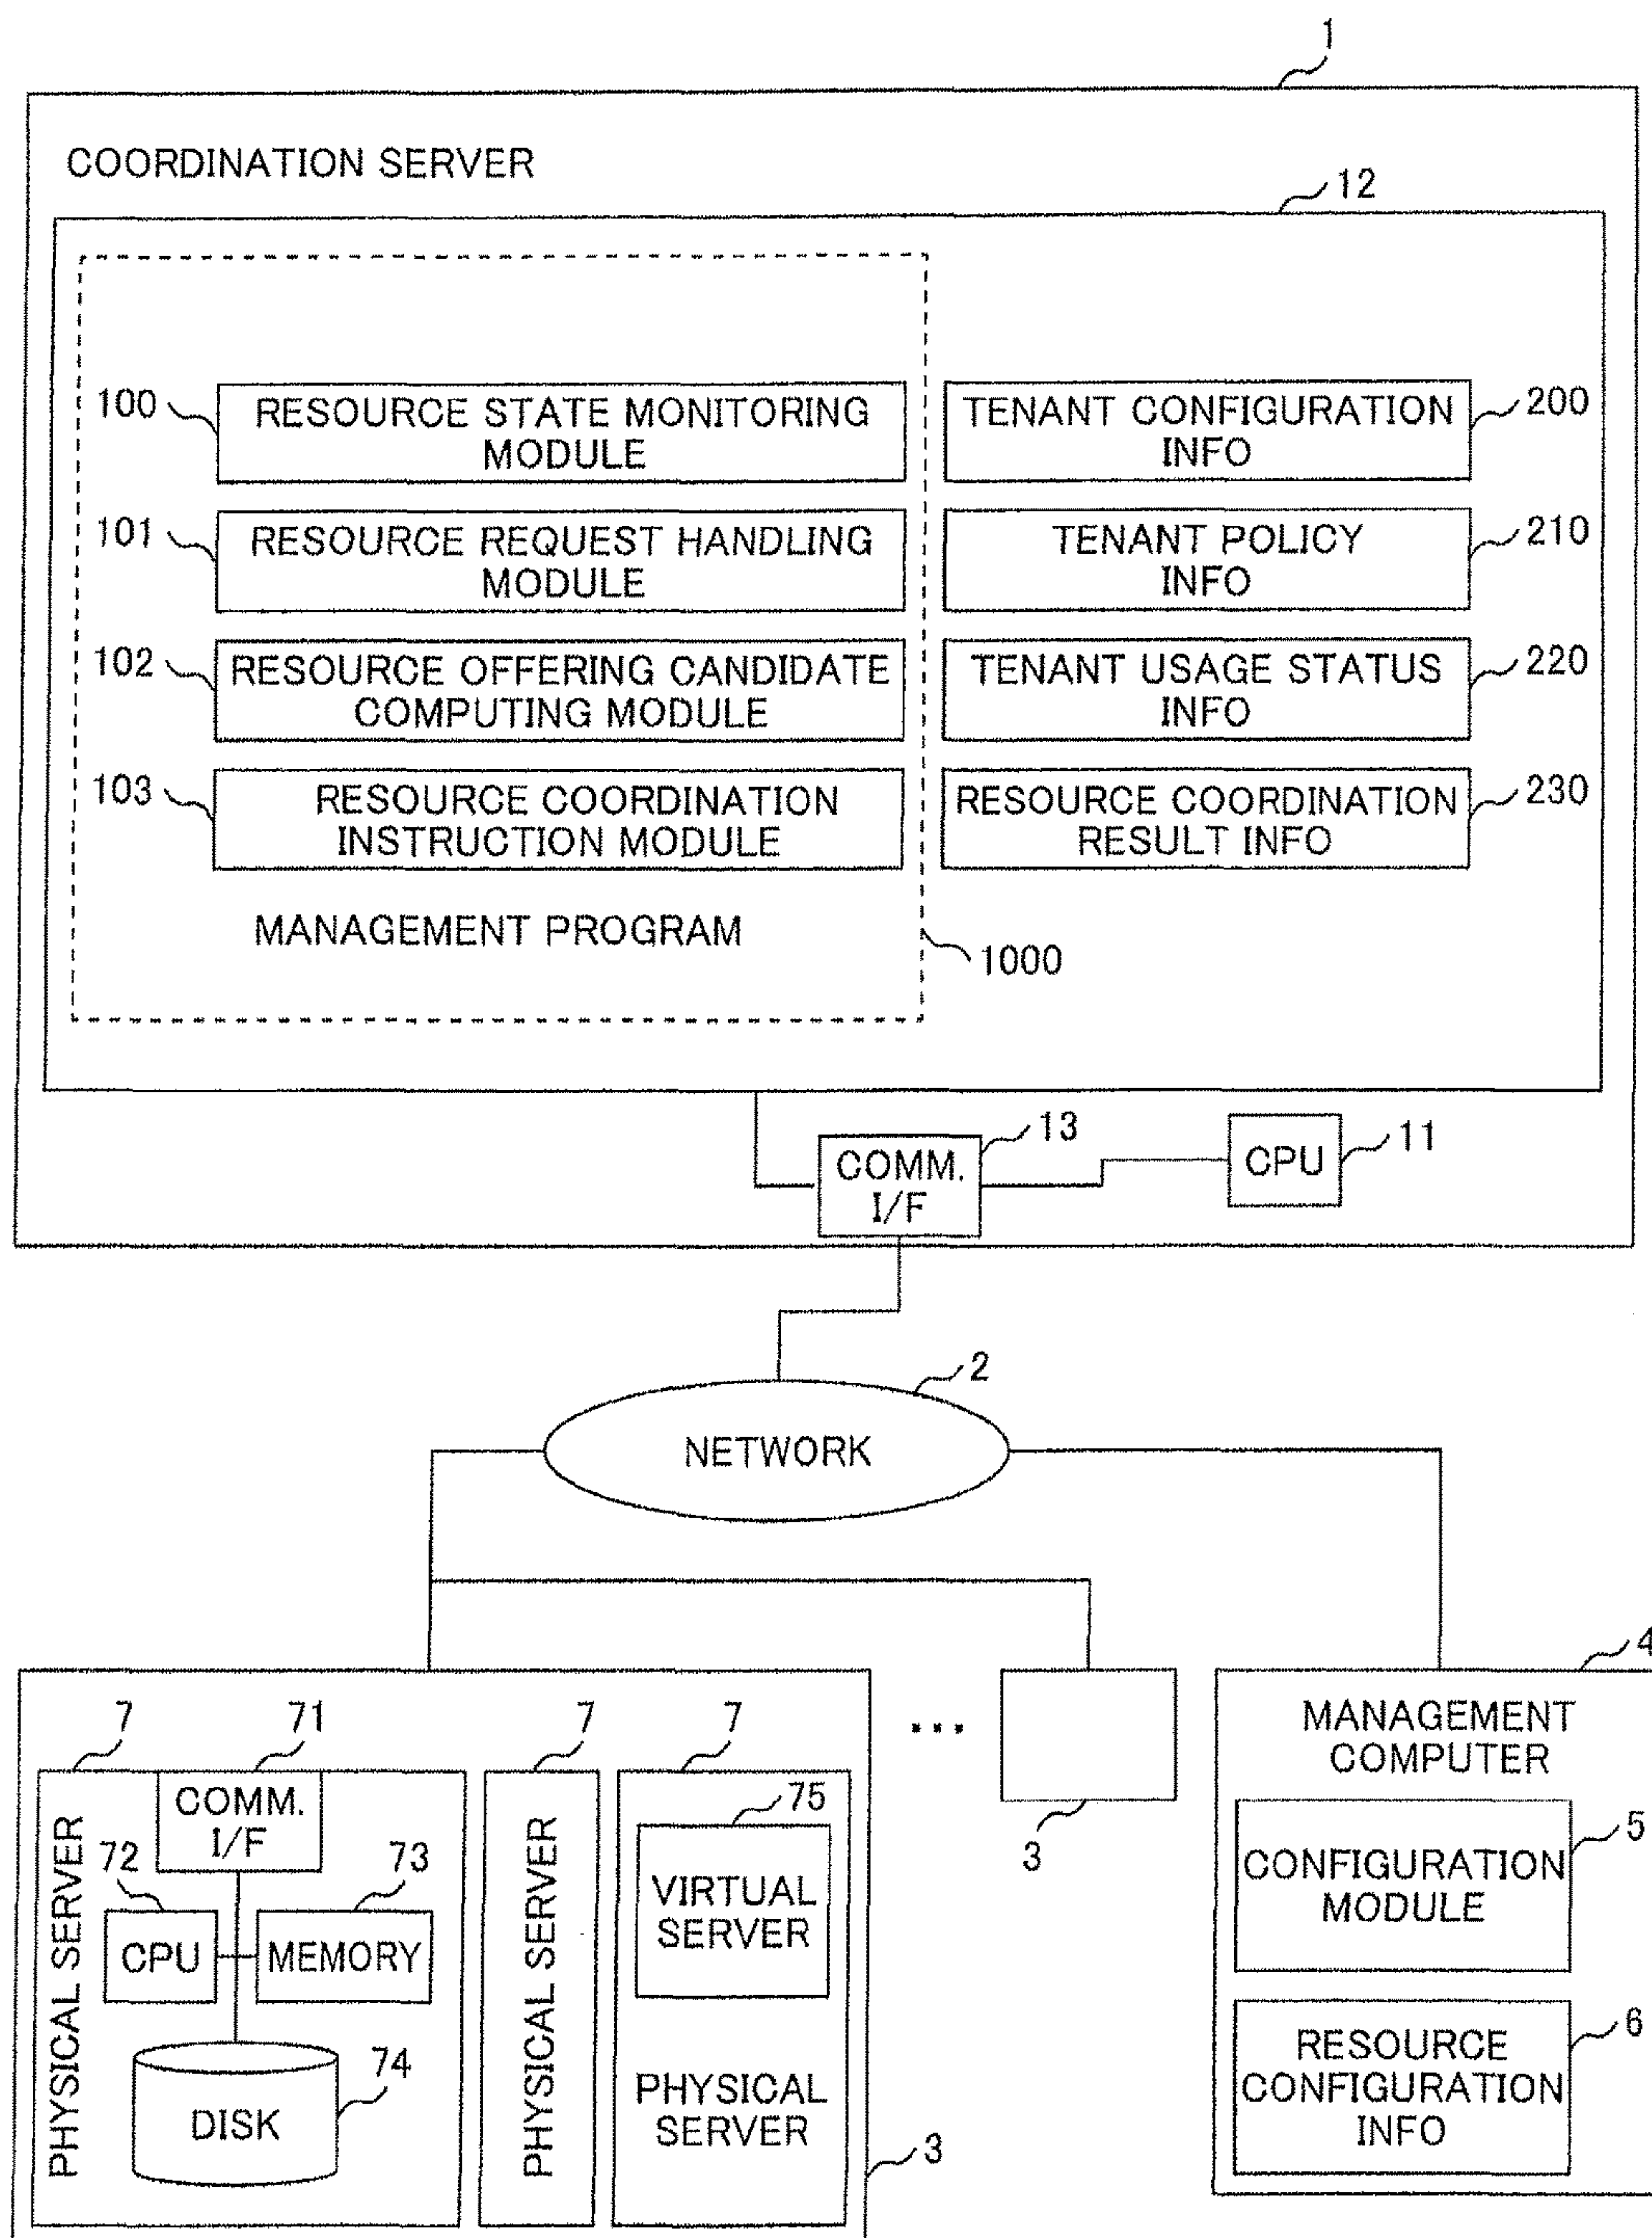 1
COORDINATION SERVER
12
100
RESOURCE STATE MONITORING
MODULE
TENANT CONFIGURATION
INFO
200
101
RESOURCE REQUEST HANDLING
MODULE
TENANT POLICY
INFO
210
102
RESOURCE OFFERING CANDIDATE
COMPUTING MODULE
TENANT USAGE STATUS
INFO
220
103
RESOURCE COORDINATION
INSTRUCTION MODULE
RESOURCE COORDINATION
RESULT INFO
230
MANAGEMENT PROGRAM
1000
COMM.
I/F
13
CPU
11
2
NETWORK
7
PHYSICAL SERVER
71
COMM.
I/F
72
CPU
73
MEMORY
74
DISK
7
PHYSICAL SERVER
7
75
VIRTUAL
SERVER
PHYSICAL
SERVER
3
...
3
4
MANAGEMENT
COMPUTER
5
CONFIGURATION
MODULE
6
RESOURCE
CONFIGURATION
INFO